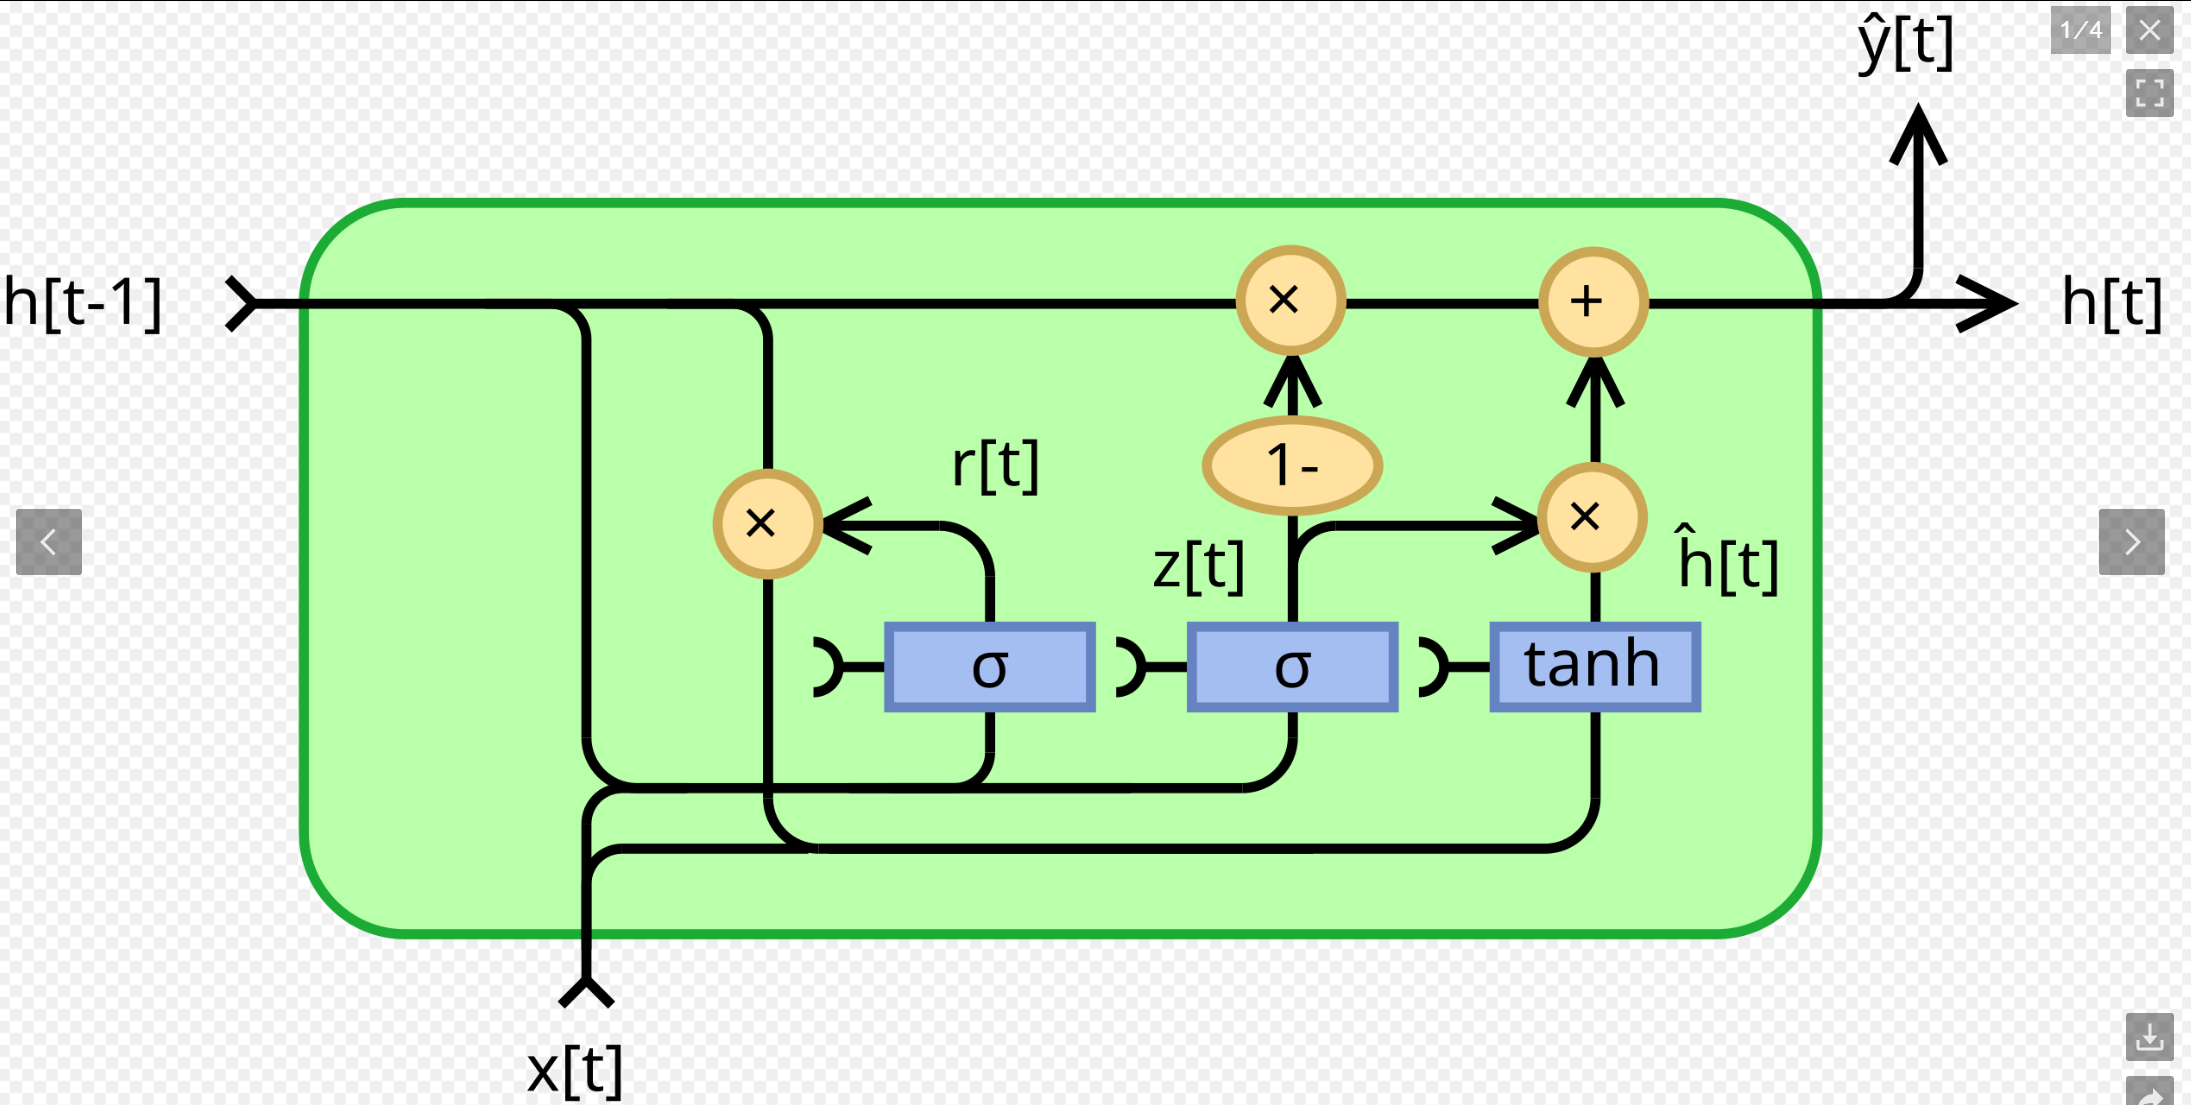 ŷ[t]
1/4
h[t-1]
×
+
h[t]
r[t]
1-
×
×
z[t]
ĥ[t]
σ
σ
tanh
x[t]